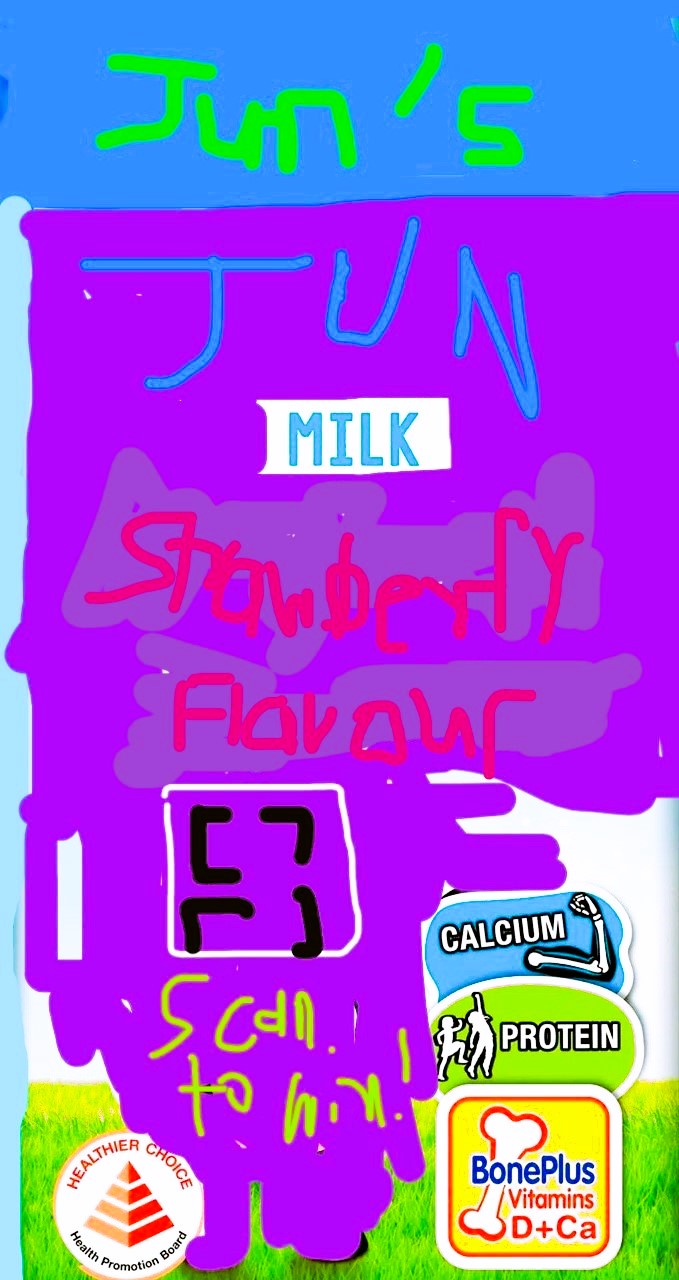 Jun's
JUN
MILK
Strawberry
Flavour
Scan
to win!
CALCIUM
PROTEIN
BonePlus
Vitamins
D+Ca
HEALTHIER CHOICE
Health Promotion Board